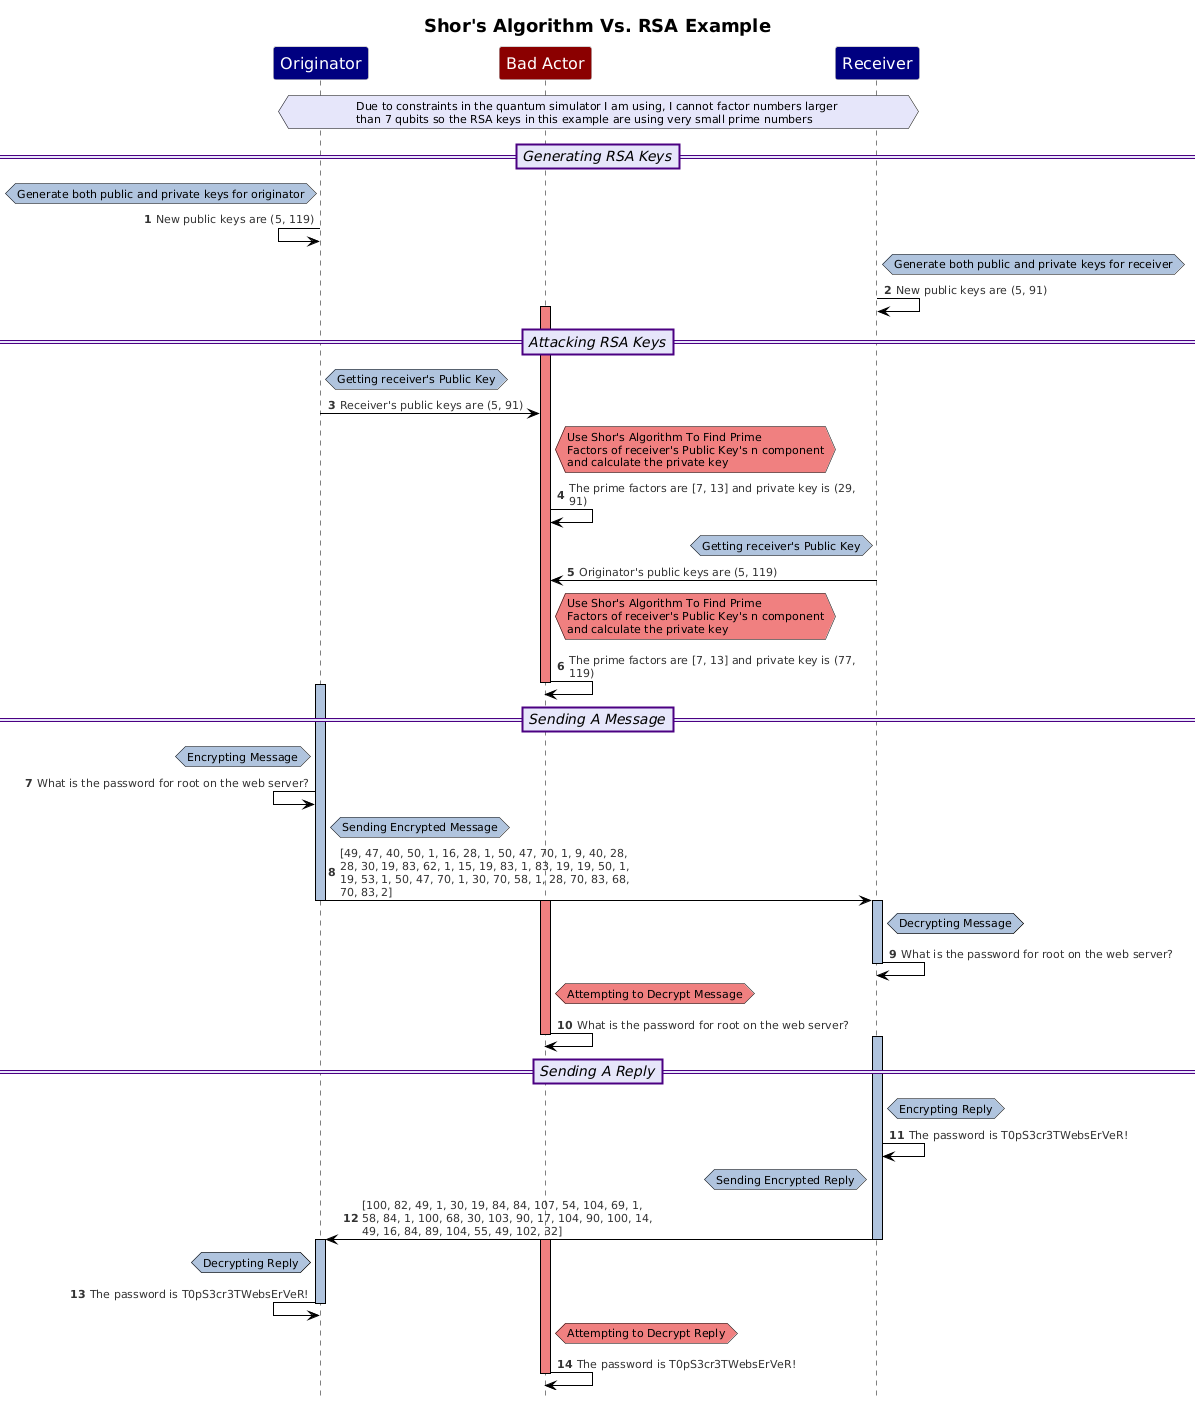 Shor's Algorithm Vs. RSA Example
Originator
Bad Actor
Receiver
Due to constraints in the quantum simulator I am using, I cannot factor numbers larger
than 7 qubits so the RSA keys in this example are using very small prime numbers
Generating RSA Keys
Generate both public and private keys for originator
1 New public keys are (5, 119)
Generate both public and private keys for receiver
2 New public keys are (5, 91)
Attacking RSA Keys
Getting receiver's Public Key
3 Receiver's public keys are (5, 91)
Use Shor's Algorithm To Find Prime
Factors of receiver's Public Key's n component
and calculate the private key
4 The prime factors are [7, 13] and private key is (29,
91)
Getting receiver's Public Key
5 Originator's public keys are (5, 119)
Use Shor's Algorithm To Find Prime
Factors of receiver's Public Key's n component
and calculate the private key
6 The prime factors are [7, 13] and private key is (77,
119)
Sending A Message
Encrypting Message
7 What is the password for root on the web server?
Sending Encrypted Message
[49, 47, 40, 50, 1, 16, 28, 1, 50, 47, 70, 1, 9, 40, 28,
28, 30, 19, 83, 62, 1, 15, 19, 83, 1, 83, 19, 19, 50, 1,
8 19, 53, 1, 50, 47, 70, 1, 30, 70, 58, 1, 28, 70, 83, 68,
70, 83, 2]
Decrypting Message
9 What is the password for root on the web server?
Attempting to Decrypt Message
10 What is the password for root on the web server?
Sending A Reply
Encrypting Reply
11 The password is T0pS3cr3TWebsErVeR!
Sending Encrypted Reply
[100, 82, 49, 1, 30, 19, 84, 84, 107, 54, 104, 69, 1,
12 58, 84, 1, 100, 68, 30, 103, 90, 17, 104, 90, 100, 14,
49, 16, 84, 89, 104, 55, 49, 102, 32]
Decrypting Reply
13 The password is T0pS3cr3TWebsErVeR!
Attempting to Decrypt Reply
14 The password is T0pS3cr3TWebsErVeR!